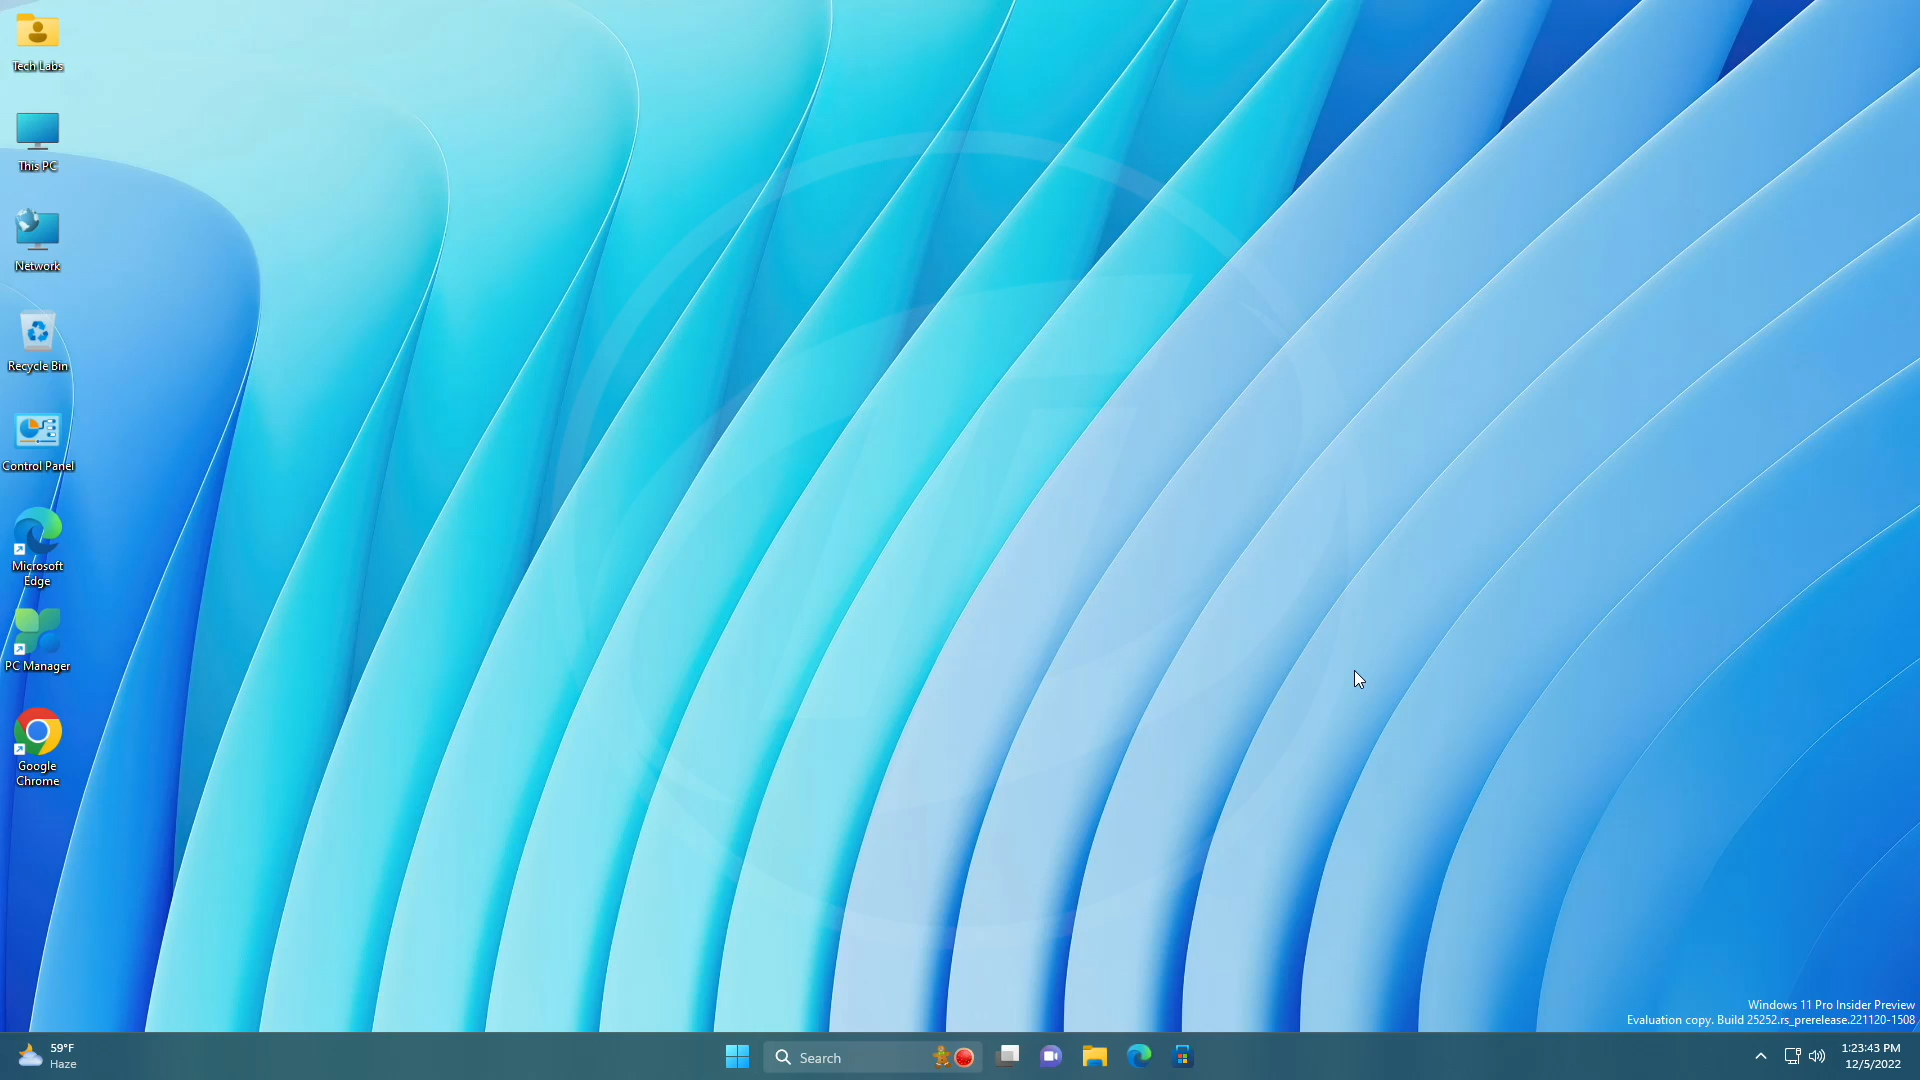 Tech Labs
This PC
Network
Recycle Bin
Control Panel
Microsoft
Edge
PC Manager
Google
Chrome
Windows 11 Pro Insider Preview
Evaluation copy. Build 25252.rs_prerelease.221120-1508
59°F
Haze
Search
1:23:43 PM
12/5/2022